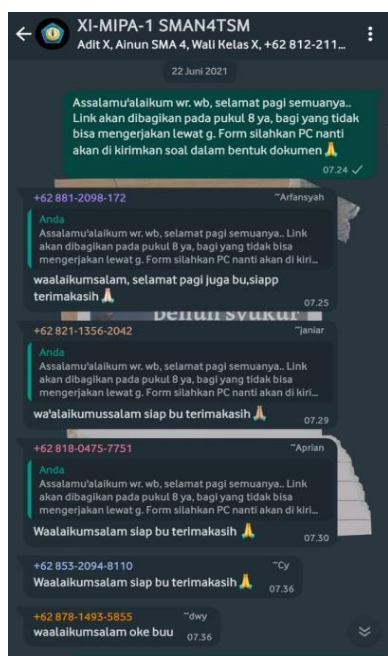 XI-MIPA-1 SMAN4TSM
Adit X, Ainun SMA 4, Wali Kelas X, +62 812-211...
22 Juni 2021
Assalamu'alaikum wr. wb, selamat pagi semuanya..
Link akan dibagikan pada pukul 8 ya, bagi yang tidak
bisa mengerjakan lewat g. Form silahkan PC nanti
akan di kirimkan soal dalam bentuk dokumen 🙏
07.24 ✓
+62 881-2098-172 ~Arfansyah
Anda
Assalamu'alaikum wr. wb, selamat pagi semuanya.. Link
akan dibagikan pada pukul 8 ya, bagi yang tidak bisa
mengerjakan lewat g. Form silahkan PC nanti akan di kiri...
waalaikumsalam, selamat pagi juga bu,siapp
terimakasih 🙏🏻
07.25
penuh syukur
+62 821-1356-2042 ~janiar
Anda
Assalamu'alaikum wr. wb, selamat pagi semuanya.. Link
akan dibagikan pada pukul 8 ya, bagi yang tidak bisa
mengerjakan lewat g. Form silahkan PC nanti akan di kiri...
wa'alaikumussalam siap bu terimakasih 🙏🏻
07.29
+62 818-0475-7751 ~Aprian
Anda
Assalamu'alaikum wr. wb, selamat pagi semuanya.. Link
akan dibagikan pada pukul 8 ya, bagi yang tidak bisa
mengerjakan lewat g. Form silahkan PC nanti akan di kiri...
Waalaikumsalam siap bu terimakasih 🙏
07.30
+62 853-2094-8110 ~Cy
Waalaikumsalam siap bu terimakasih 🙏 07.36
+62 878-1493-5855 ~dwy
waalaikumsalam oke buu 07.36